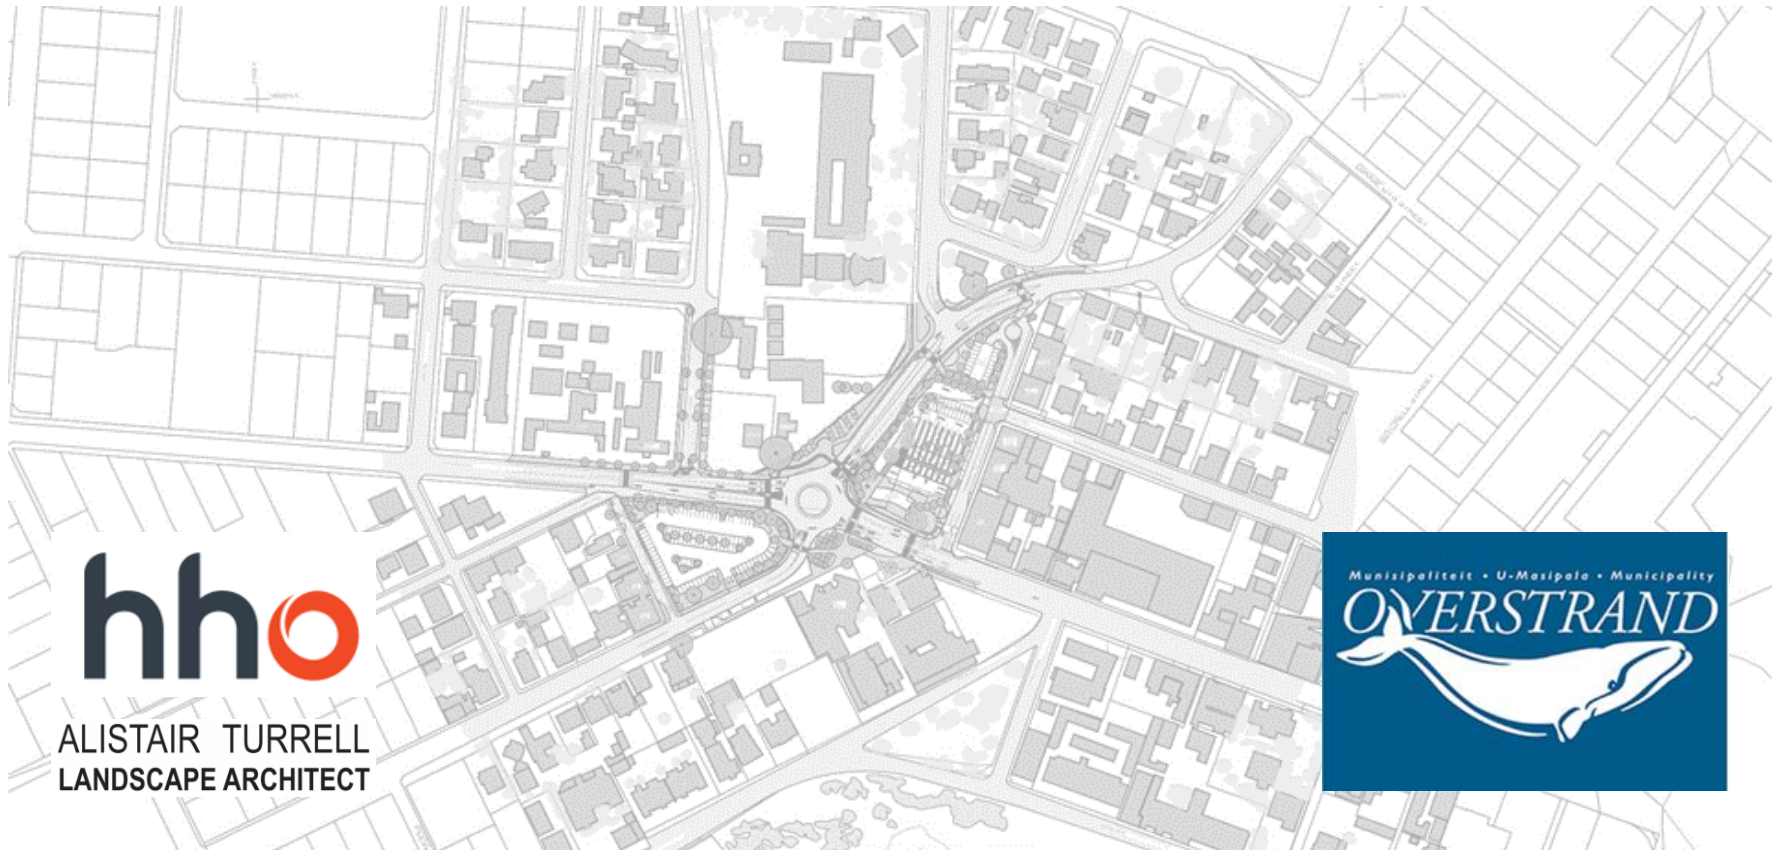 hho
ALISTAIR TURRELL
LANDSCAPE ARCHITECT
Munisipaliteit • U-Masipala • Municipality
OVERSTRAND